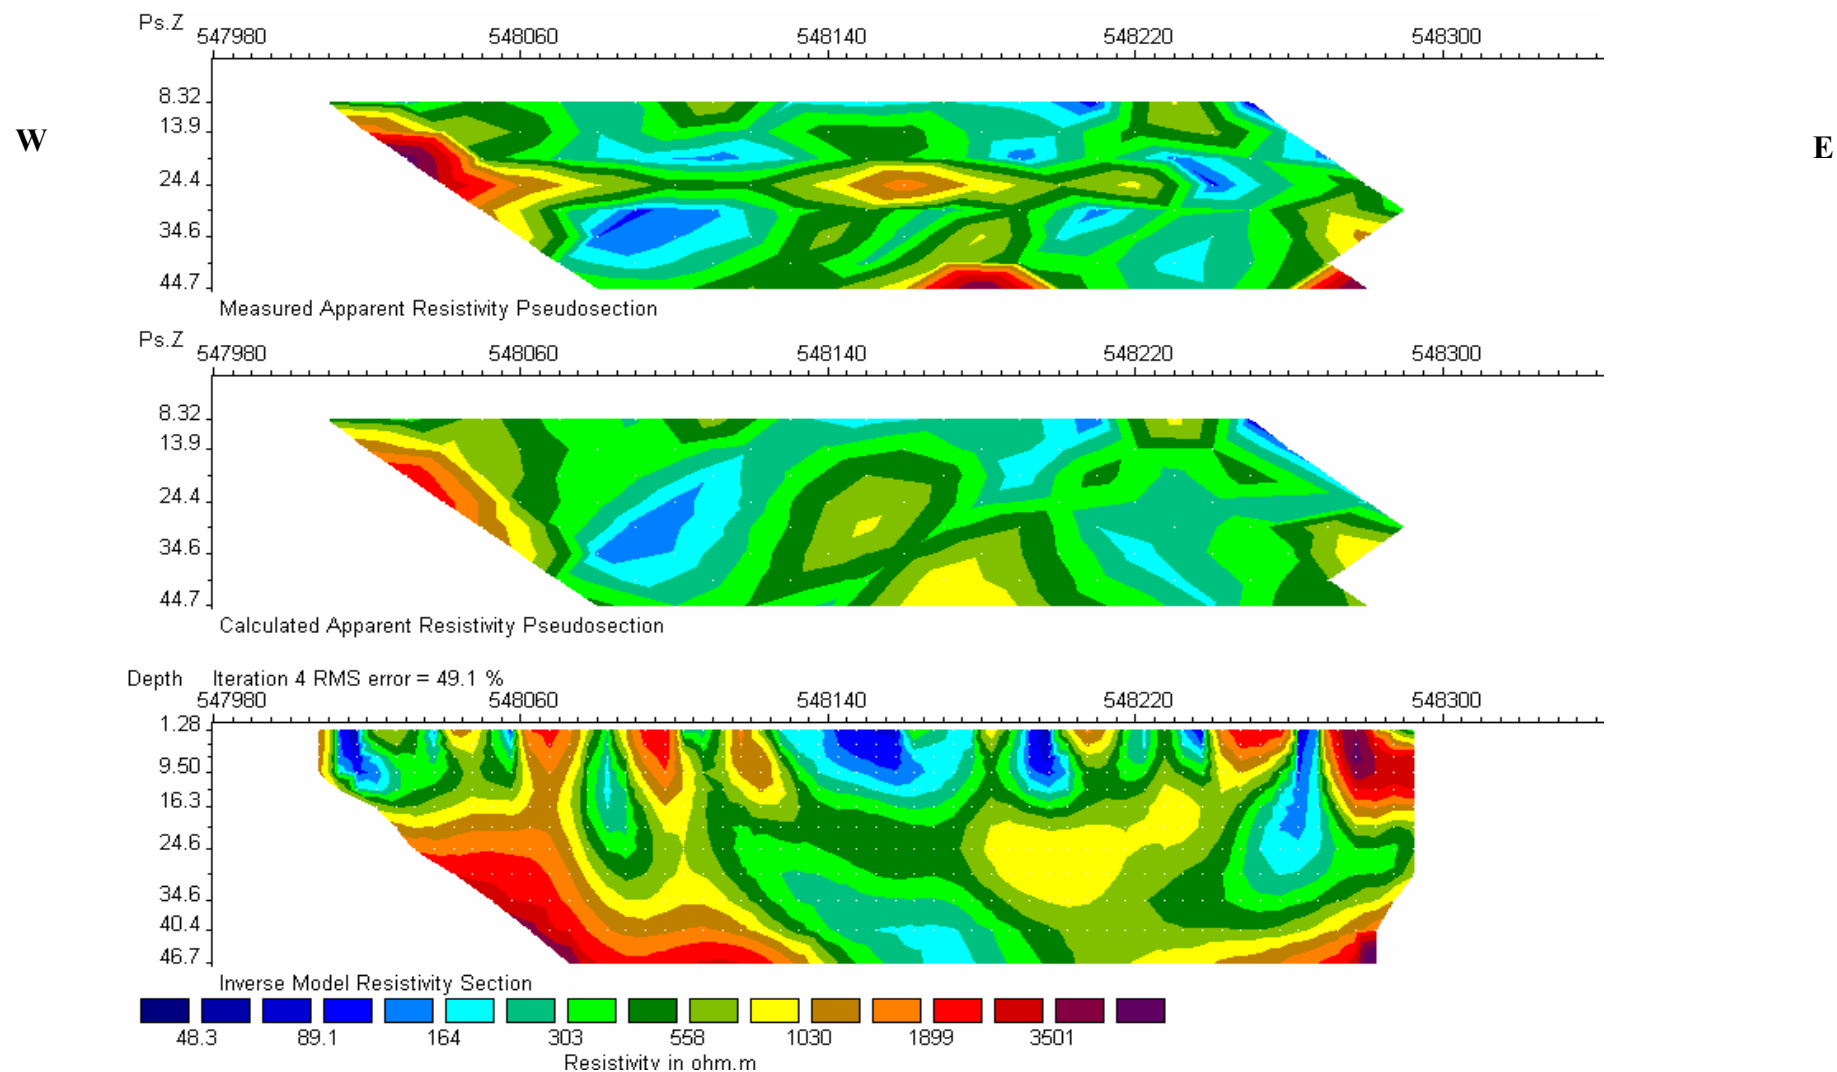 Ps.Z
547980 548060 548140 548220 548300
8.32
13.9
W
E
24.4
34.6
44.7
Measured Apparent Resistivity Pseudosection
Ps.Z
547980 548060 548140 548220 548300
8.32
13.9
24.4
34.6
44.7
Calculated Apparent Resistivity Pseudosection
Depth Iteration 4 RMS error = 49.1 %
547980 548060 548140 548220 548300
1.28
9.50
16.3
24.6
34.6
40.4
46.7
Inverse Model Resistivity Section
48.3 89.1 164 303 558 1030 1899 3501
Resistivity in ohm.m